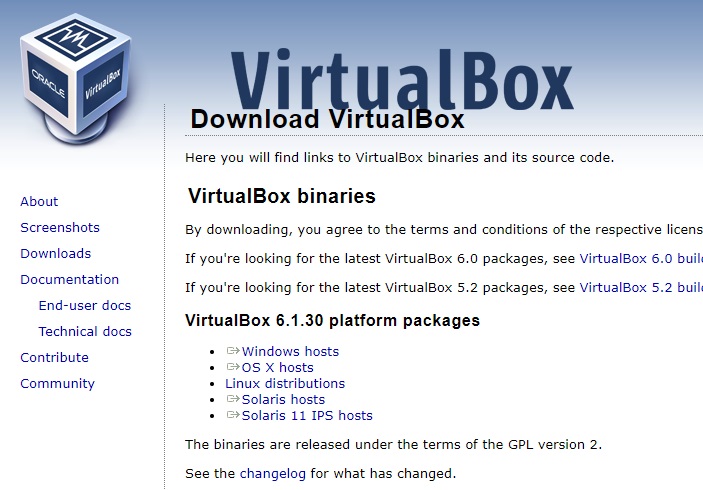 ORACLE
VirtualBox
VirtualBox
Download VirtualBox
Here you will find links to VirtualBox binaries and its source code.
About
Screenshots
Downloads
Documentation
End-user docs
Technical docs
Contribute
Community
VirtualBox binaries
By downloading, you agree to the terms and conditions of the respective licens
If you're looking for the latest VirtualBox 6.0 packages, see VirtualBox 6.0 buil
If you're looking for the latest VirtualBox 5.2 packages, see VirtualBox 5.2 buil
VirtualBox 6.1.30 platform packages
Windows hosts
OS X hosts
Linux distributions
Solaris hosts
Solaris 11 IPS hosts
The binaries are released under the terms of the GPL version 2.
See the changelog for what has changed.